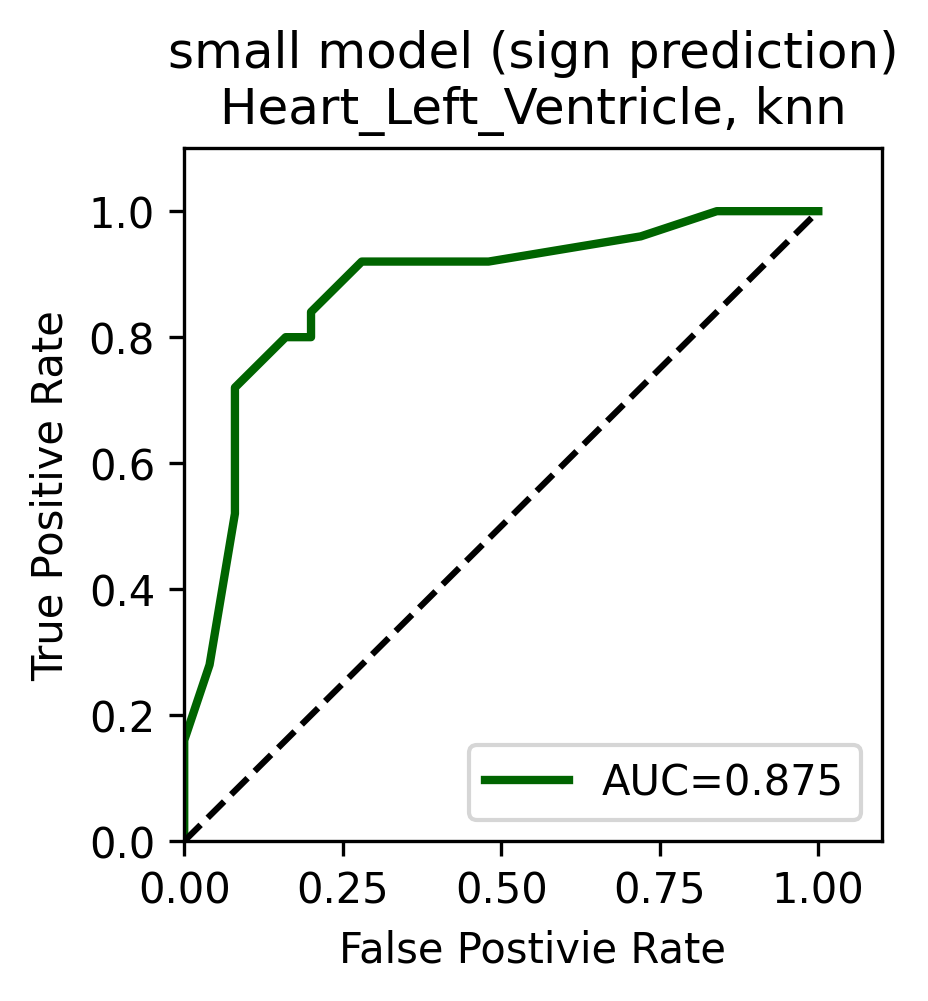 small model (sign prediction)
Heart_Left_Ventricle, knn
True Positive Rate
1.0
0.8
0.6
0.4
0.2
0.0
AUC=0.875
0.00 0.25 0.50 0.75 1.00
False Postivie Rate